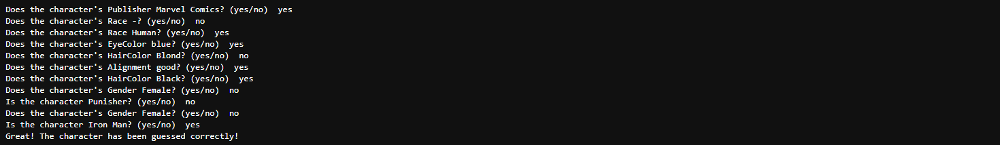 Does the character's Publisher Marvel Comics? (yes/no)  yes
Does the character's Race -? (yes/no)  no
Does the character's Race Human? (yes/no)  yes
Does the character's EyeColor blue? (yes/no)  yes
Does the character's HairColor Blond? (yes/no)  no
Does the character's Alignment good? (yes/no)  yes
Does the character's HairColor Black? (yes/no)  yes
Does the character's Gender Female? (yes/no)  no
Is the character Punisher? (yes/no)  no
Does the character's Gender Female? (yes/no)  no
Is the character Iron Man? (yes/no)  yes
Great! The character has been guessed correctly!